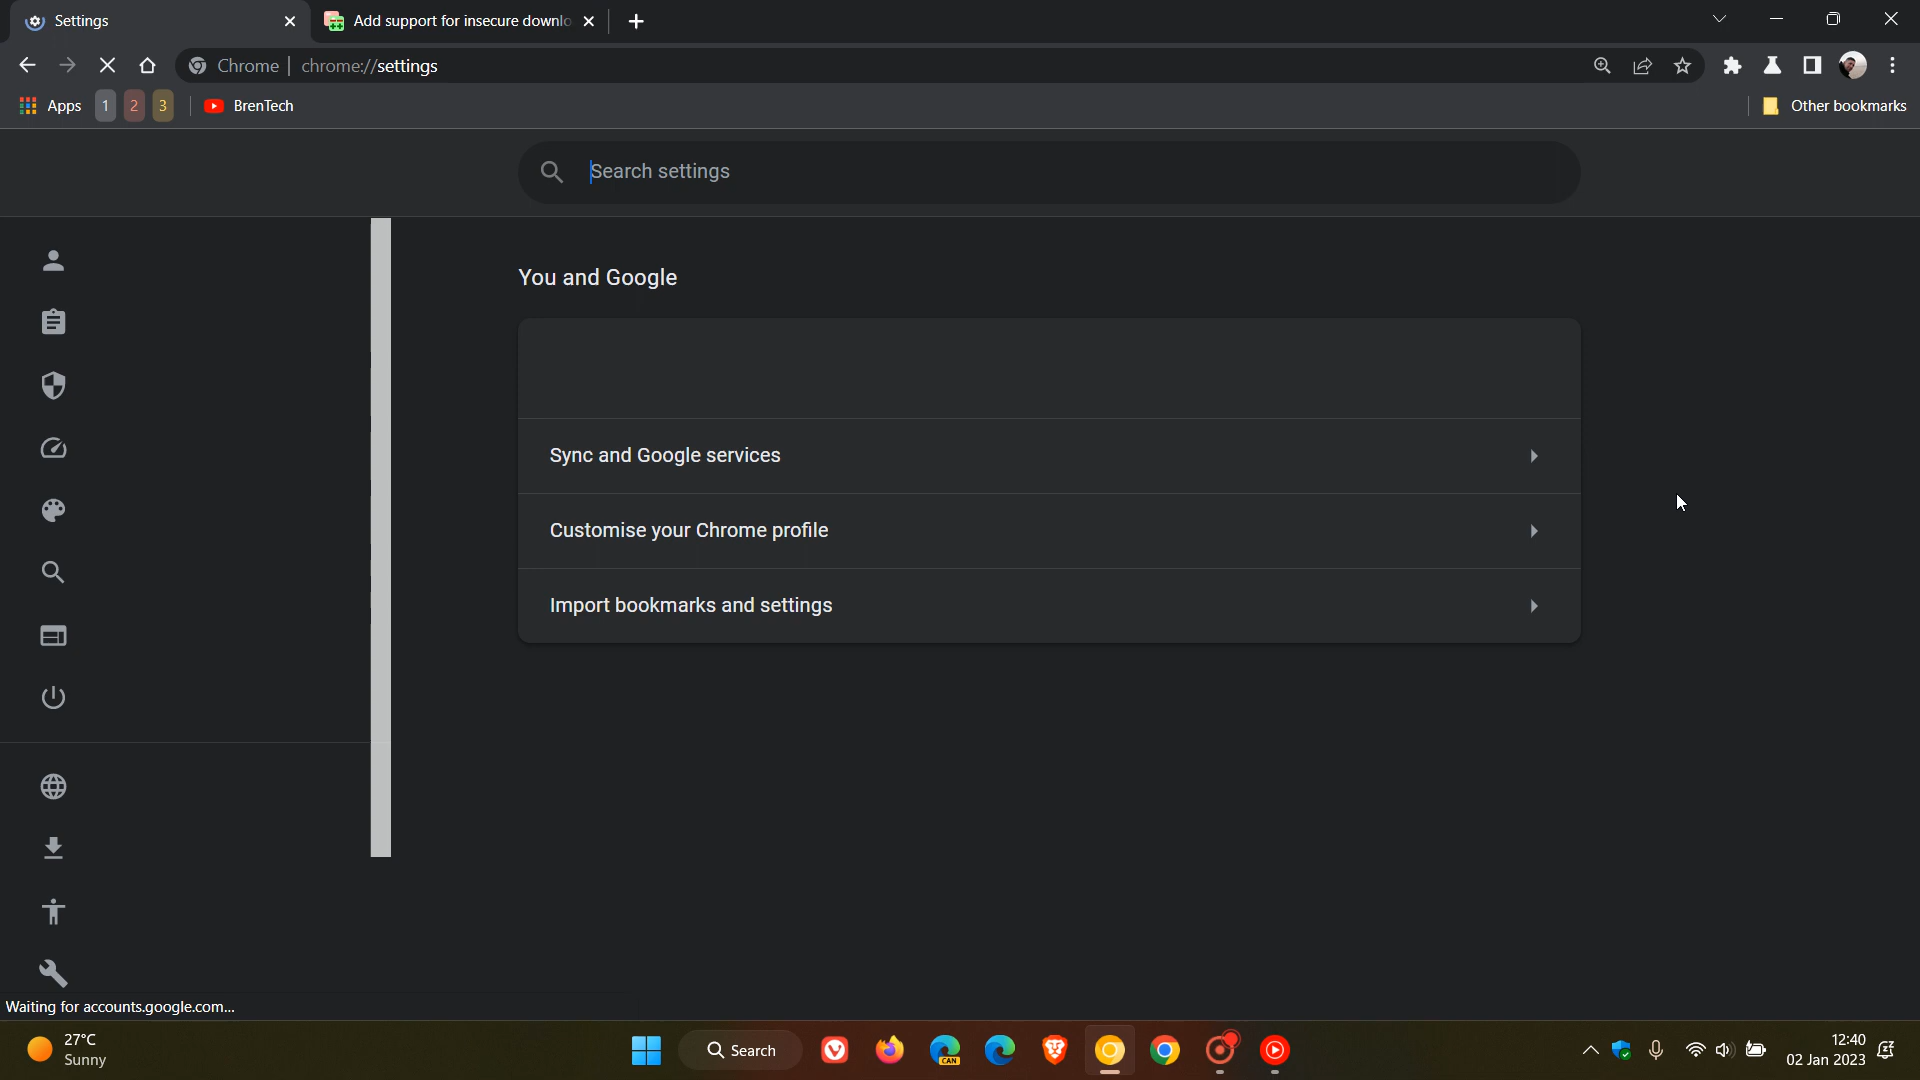 Settings
Add support for insecure downlo
Chrome
chrome://settings
Apps
1
2
3
BrenTech
Other bookmarks
Search settings
You and Google
Sync and Google services
Customise your Chrome profile
Import bookmarks and settings
Waiting for accounts.google.com...
27°C
Sunny
Search
CAN
12:40
02 Jan 2023